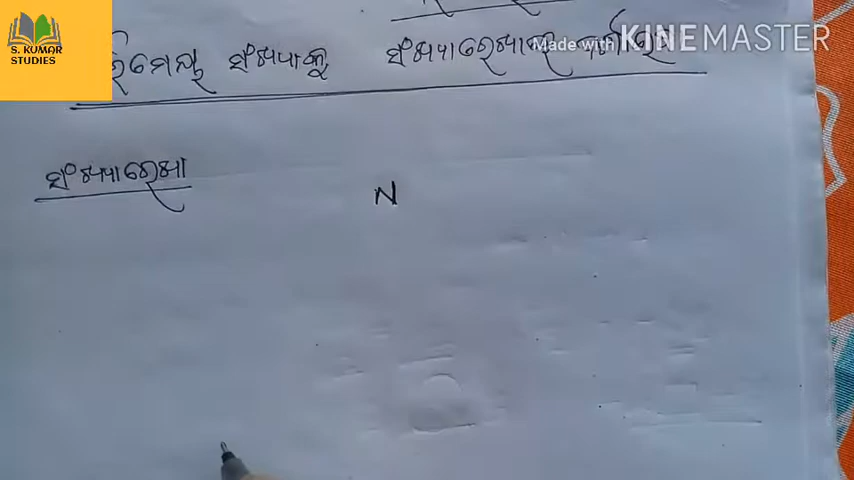 S. KUMAR
STUDIES
Made with KINEMASTER
ସଂଖ୍ୟାକୁ ସଂଖ୍ୟାରେଖାରେ
ସଂଖ୍ୟାରେଖା
N